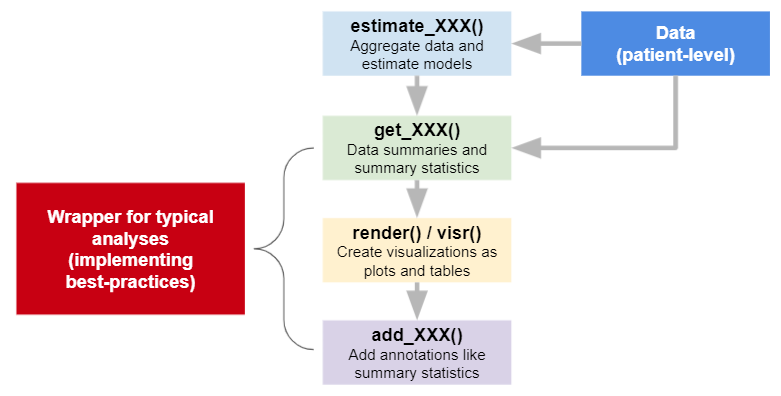 estimate_XXX()
Aggregate data and
estimate models
Data
(patient-level)
get_XXX()
Data summaries and
summary statistics
Wrapper for typical
analyses
(implementing
best-practices)
render() / visr()
Create visualizations as
plots and tables
add_XXX()
Add annotations like
summary statistics